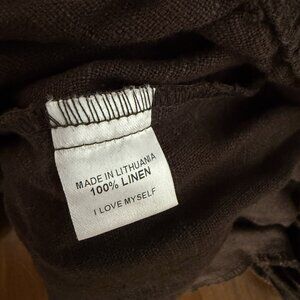 MADE IN LITHUANIA
100% LINEN
I LOVE MYSELF